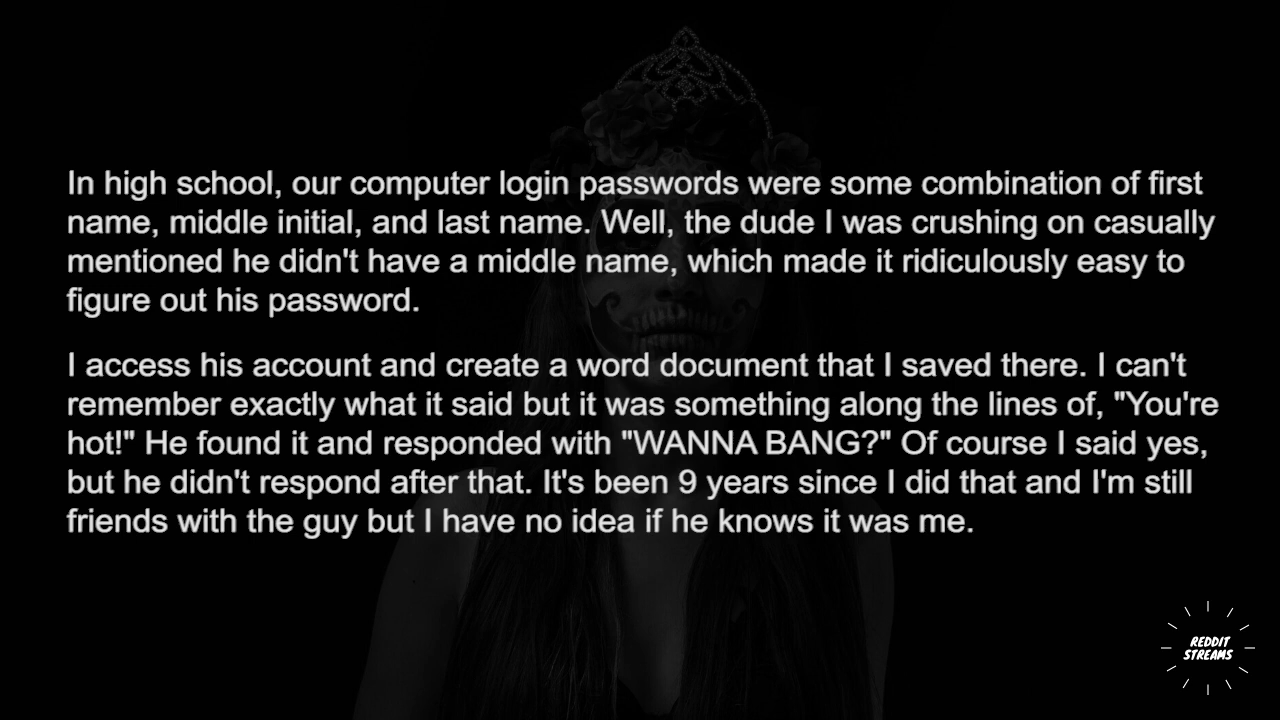 In high school, our computer login passwords were some combination of first
name, middle initial, and last name. Well, the dude I was crushing on casually
mentioned he didn't have a middle name, which made it ridiculously easy to
figure out his password.
I access his account and create a word document that I saved there. I can't
remember exactly what it said but it was something along the lines of, "You're
hot!" He found it and responded with "WANNA BANG?" Of course I said yes,
but he didn't respond after that. It's been 9 years since I did that and I'm still
friends with the guy but I have no idea if he knows it was me.
REDDIT
STREAMS